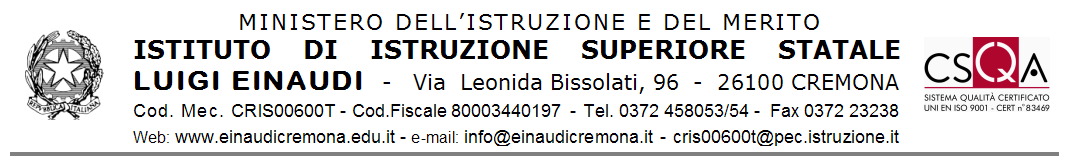 MINISTERO DELL’ISTRUZIONE E DEL MERITO
ISTITUTO DI ISTRUZIONE SUPERIORE STATALE
LUIGI EINAUDI - Via Leonida Bissolati, 96 - 26100 CREMONA
Cod. Mec. CRIS00600T - Cod.Fiscale 80003440197 - Tel. 0372 458053/54 - Fax 0372 23238
Web: www.einaudicremona.edu.it - e-mail: info@einaudicremona.it - cris00600t@pec.istruzione.it
REPVBBLICA ITALIANA
CSQA
SISTEMA QUALITÀ CERTIFICATO
UNI EN ISO 9001 - CERT n° 83469